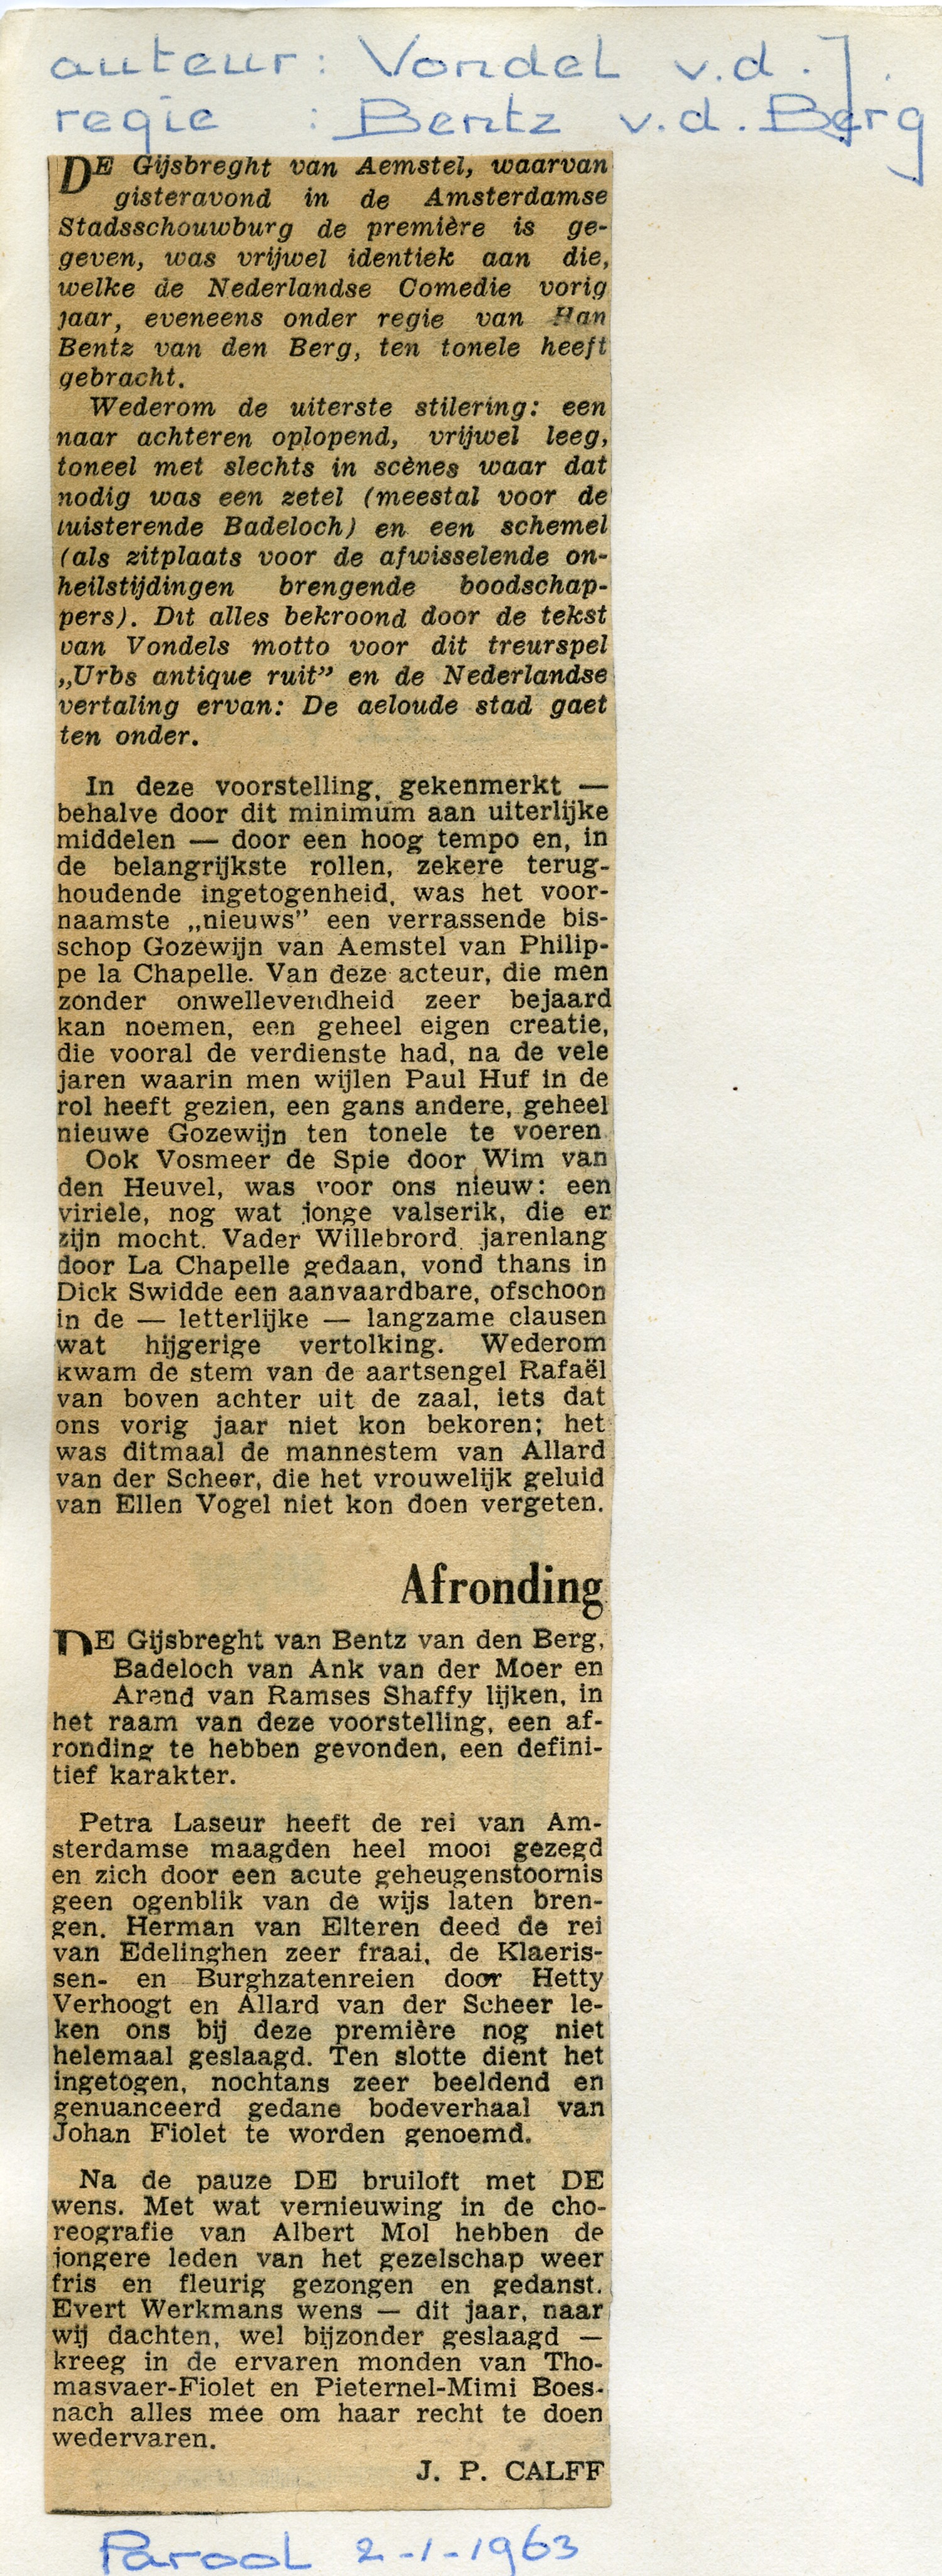 auteur: Vondel v.d. J.
regie : Bentz v.d. Berg
DE Gijsbreght van Aemstel, waarvan
gisteravond in de Amsterdamse
Stadsschouwburg de première is ge-
geven, was vrijwel identiek aan die,
welke de Nederlandse Comedie vorig
jaar, eveneens onder regie van Han
Bentz van den Berg, ten tonele heeft
gebracht.
Wederom de uiterste stilering: een
naar achteren oplopend, vrijwel leeg,
toneel met slechts in scènes waar dat
nodig was een zetel (meestal voor de
luisterende Badeloch) en een schemel
(als zitplaats voor de afwisselende on-
heilstijdingen brengende boodschap-
pers). Dit alles bekroond door de tekst
van Vondels motto voor dit treurspel
„Urbs antique ruit” en de Nederlandse
vertaling ervan: De aeloude stad gaet
ten onder.
In deze voorstelling, gekenmerkt —
behalve door dit minimum aan uiterlijke
middelen — door een hoog tempo en, in
de belangrijkste rollen, zekere terug-
houdende ingetogenheid, was het voor-
naamste „nieuws” een verrassende bis-
schop Gozewijn van Aemstel van Philip-
pe la Chapelle. Van deze acteur, die men
zonder onwellevendheid zeer bejaard
kan noemen, een geheel eigen creatie,
die vooral de verdienste had, na de vele
jaren waarin men wijlen Paul Huf in de
rol heeft gezien, een gans andere, geheel
nieuwe Gozewijn ten tonele te voeren
Ook Vosmeer de Spie door Wim van
den Heuvel, was voor ons nieuw: een
viriele, nog wat jonge valserik, die er
zijn mocht. Vader Willebrord jarenlang
door La Chapelle gedaan, vond thans in
Dick Swidde een aanvaardbare, ofschoon
in de — letterlijke — langzame clausen
wat hijgerige vertolking. Wederom
kwam de stem van de aartsengel Rafaël
van boven achter uit de zaal, iets dat
ons vorig jaar niet kon bekoren; het
was ditmaal de mannestem van Allard
van der Scheer, die het vrouwelijk geluid
van Ellen Vogel niet kon doen vergeten.
Afronding
DE Gijsbreght van Bentz van den Berg,
Badeloch van Ank van der Moer en
Arend van Ramses Shaffy lijken, in
het raam van deze voorstelling, een af-
ronding te hebben gevonden, een defini-
tief karakter.
Petra Laseur heeft de rei van Am-
sterdamse maagden heel mooi gezegd
en zich door een acute geheugenstoornis
geen ogenblik van de wijs laten bren-
gen. Herman van Elteren deed de rei
van Edelinghen zeer fraai, de Klaeris-
sen- en Burghzatenreien door Hetty
Verhoogt en Allard van der Scheer le-
ken ons bij deze première nog niet
helemaal geslaagd. Ten slotte dient het
ingetogen, nochtans zeer beeldend en
genuanceerd gedane bodeverhaal van
Johan Fiolet te worden genoemd.
Na de pauze DE bruiloft met DE
wens. Met wat vernieuwing in de cho-
reografie van Albert Mol hebben de
jongere leden van het gezelschap weer
fris en fleurig gezongen en gedanst.
Evert Werkmans wens — dit jaar, naar
wij dachten, wel bijzonder geslaagd —
kreeg in de ervaren monden van Tho-
masvaer-Fiolet en Pieternel-Mimi Boes-
nach alles mee om haar recht te doen
wedervaren.
J. P. CALFF
Parool 2-1-1963